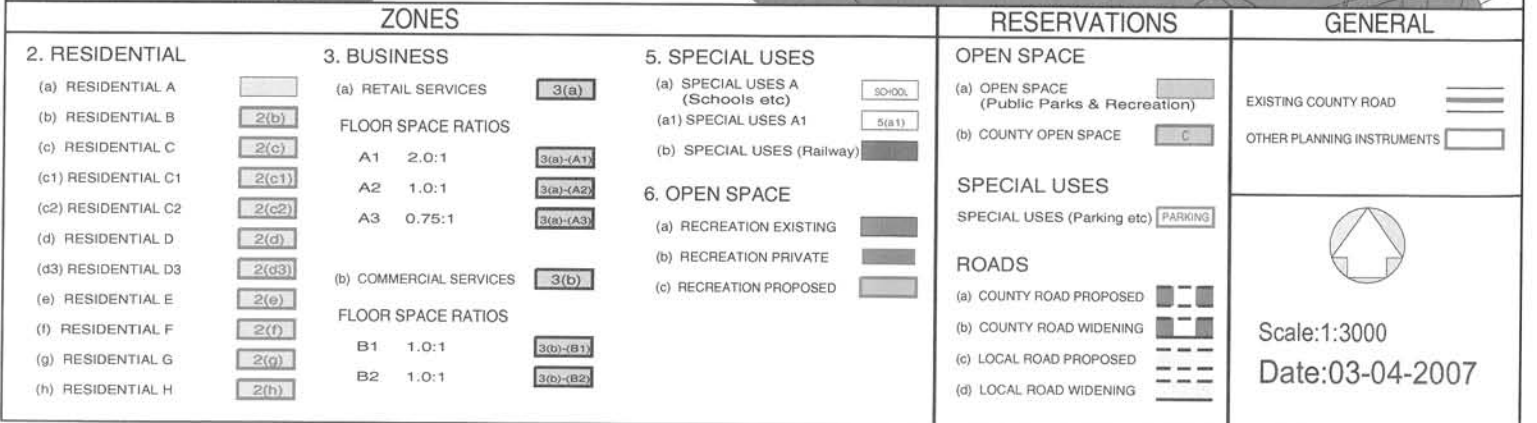 ZONES
2. RESIDENTIAL
(a) RESIDENTIAL A
(b) RESIDENTIAL B 2(b)
(c) RESIDENTIAL C 2(c)
(c1) RESIDENTIAL C1 2(c1)
(c2) RESIDENTIAL C2 2(c2)
(d) RESIDENTIAL D 2(d)
(d3) RESIDENTIAL D3 2(d3)
(e) RESIDENTIAL E 2(e)
(f) RESIDENTIAL F 2(f)
(g) RESIDENTIAL G 2(g)
(h) RESIDENTIAL H 2(h)
3. BUSINESS
(a) RETAIL SERVICES 3(a)
FLOOR SPACE RATIOS
A1 2.0:1 3(a)-(A1)
A2 1.0:1 3(a)-(A2)
A3 0.75:1 3(a)-(A3)
(b) COMMERCIAL SERVICES 3(b)
FLOOR SPACE RATIOS
B1 1.0:1 3(b)-(B1)
B2 1.0:1 3(b)-(B2)
5. SPECIAL USES
(a) SPECIAL USES A SCHOOL
(Schools etc)
(a1) SPECIAL USES A1 5(a1)
(b) SPECIAL USES (Railway)
6. OPEN SPACE
(a) RECREATION EXISTING
(b) RECREATION PRIVATE
(c) RECREATION PROPOSED
RESERVATIONS
OPEN SPACE
(a) OPEN SPACE
(Public Parks & Recreation)
(b) COUNTY OPEN SPACE C
SPECIAL USES
SPECIAL USES (Parking etc) PARKING
ROADS
(a) COUNTY ROAD PROPOSED
(b) COUNTY ROAD WIDENING
(c) LOCAL ROAD PROPOSED
(d) LOCAL ROAD WIDENING
GENERAL
EXISTING COUNTY ROAD
OTHER PLANNING INSTRUMENTS
Scale:1:3000
Date:03-04-2007